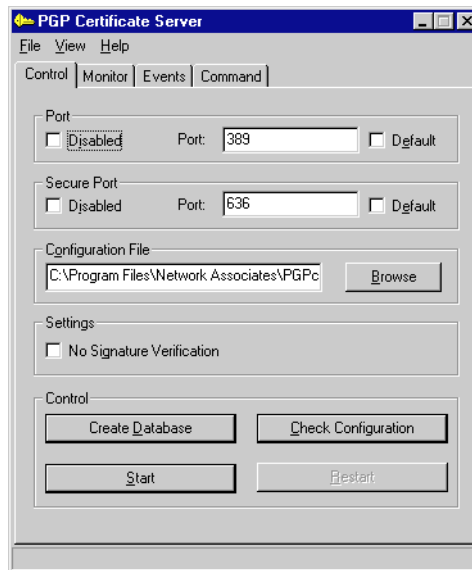 PGP Certificate Server
File View Help
Control Monitor Events Command
Port
Disabled Port: 389 Default
Secure Port
Disabled Port: 636 Default
Configuration File
C:\Program Files\Network Associates\PGPc Browse
Settings
No Signature Verification
Control
Create Database Check Configuration
Start Restart